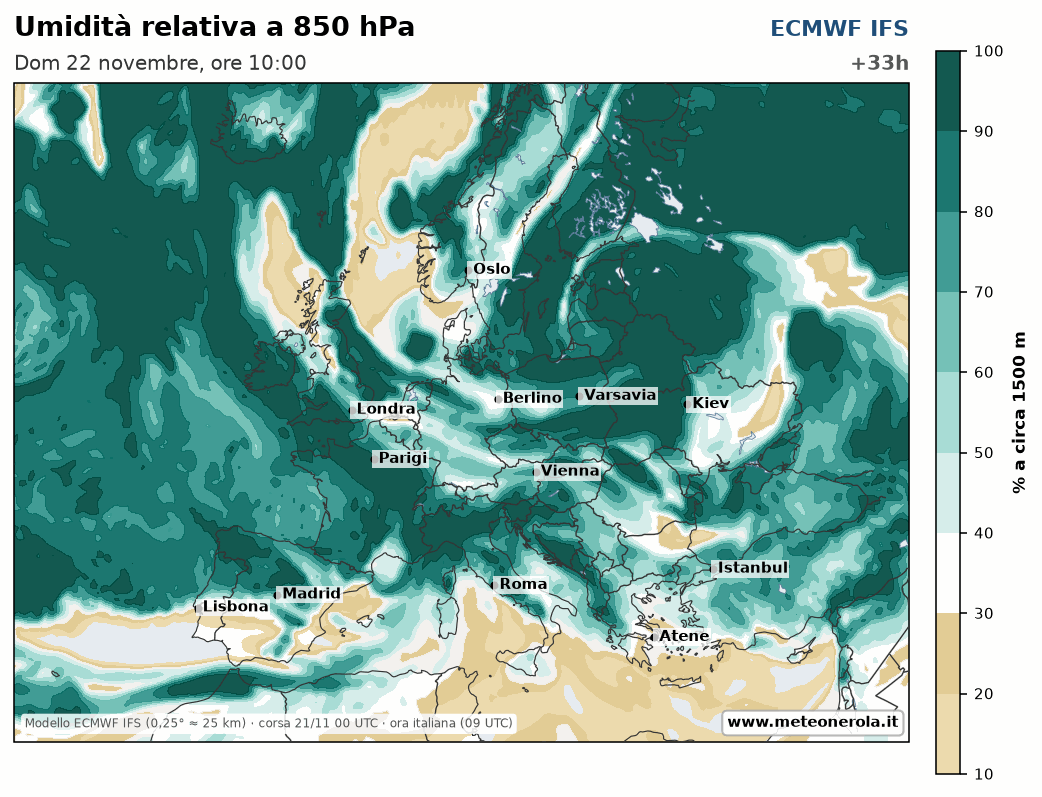 Umidità relativa a 850 hPa
ECMWF IFS
Dom 22 novembre, ore 10:00
+33h
100
90
80
70
60
50
40
30
20
10
% a circa 1500 m
Oslo
Berlino
Varsavia
Kiev
Londra
Parigi
Vienna
Istanbul
Roma
Madrid
Lisbona
Atene
Modello ECMWF IFS (0,25° ≈ 25 km) · corsa 21/11 00 UTC · ora italiana (09 UTC)
www.meteonerola.it